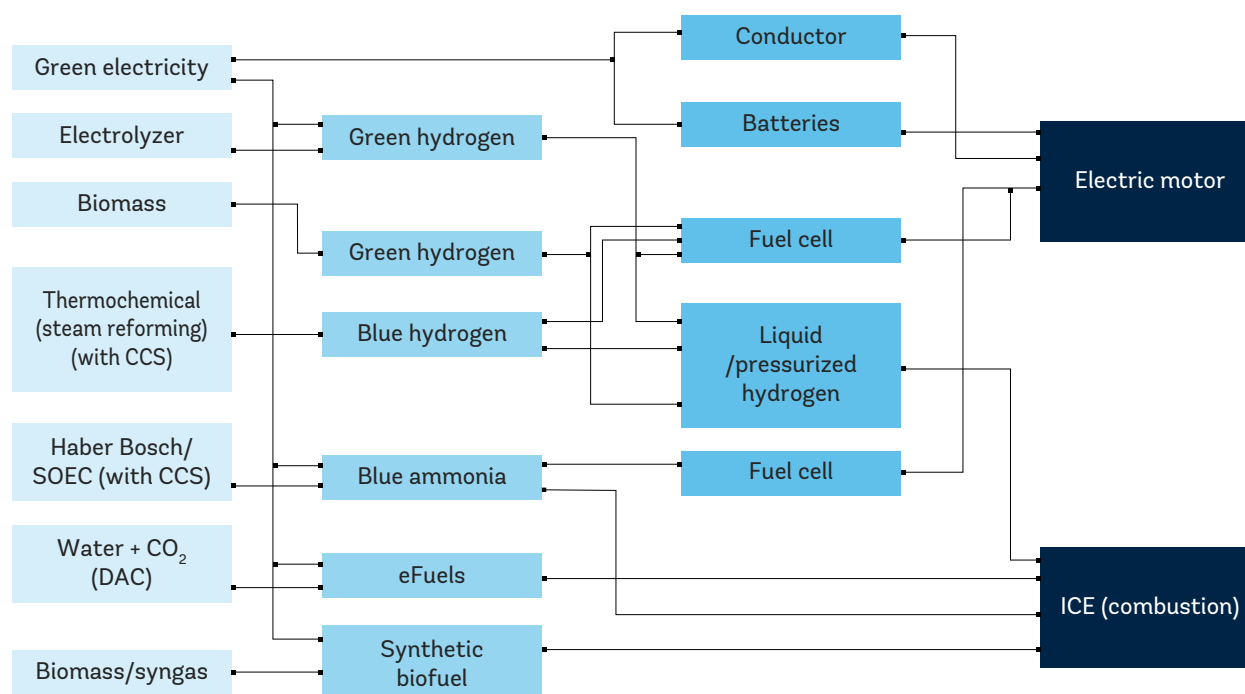 Green electricity
Electrolyzer
Biomass
Thermochemical
(steam reforming)
(with CCS)
Haber Bosch/
SOEC (with CCS)
Water + CO₂
(DAC)
Biomass/syngas
Green hydrogen
Green hydrogen
Blue hydrogen
Blue ammonia
eFuels
Synthetic
biofuel
Conductor
Batteries
Fuel cell
Liquid
/pressurized
hydrogen
Fuel cell
Electric motor
ICE (combustion)